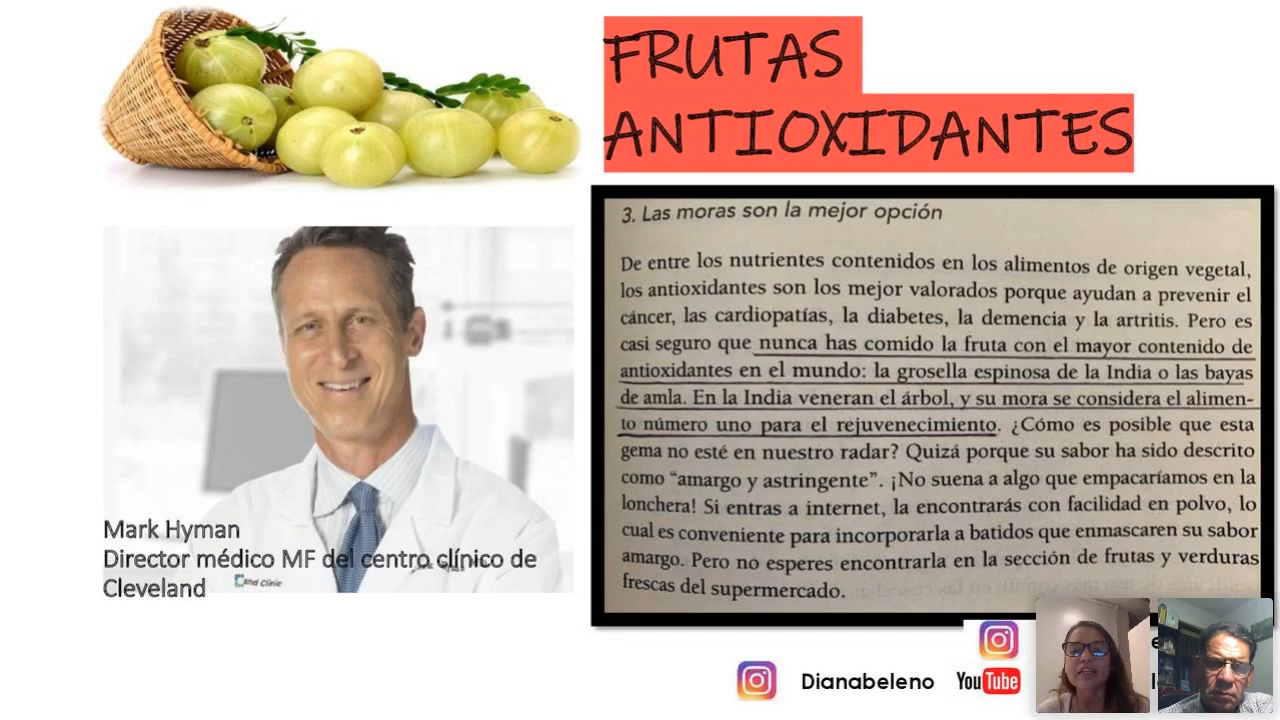 FRUTAS
ANTIOXIDANTES
3. Las moras son la mejor opción
De entre los nutrientes contenidos en los alimentos de origen vegetal,
los antioxidantes son los mejor valorados porque ayudan a prevenir el
cáncer, las cardiopatías, la diabetes, la demencia y la artritis. Pero es
casi seguro que nunca has comido la fruta con el mayor contenido de
antioxidantes en el mundo: la grosella espinosa de la India o las bayas
de amla. En la India veneran el árbol, y su mora se considera el alimen-
to número uno para el rejuvenecimiento. ¿Cómo es posible que esta
gema no esté en nuestro radar? Quizá porque su sabor ha sido descrito
como “amargo y astringente”. ¡No suena a algo que empacaríamos en la
lonchera! Si entras a internet, la encontrarás con facilidad en polvo, lo
cual es conveniente para incorporarla a batidos que enmascaren su sabor
amargo. Pero no esperes encontrarla en la sección de frutas y verduras
frescas del supermercado.
Mark Hyman
Director médico MF del centro clínico de
Cleveland
Clinic
Dianabeleno
YouTube